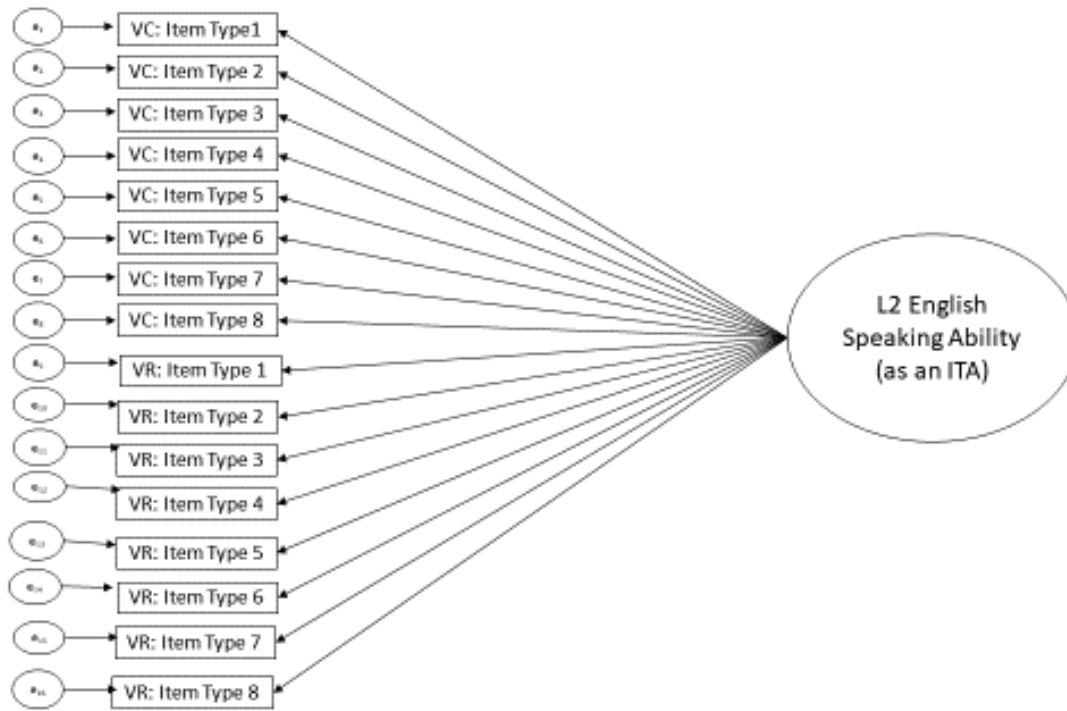 VC: Item Type1
VC: Item Type 2
VC: Item Type 3
VC: Item Type 4
VC: Item Type 5
VC: Item Type 6
VC: Item Type 7
VC: Item Type 8
VR: Item Type 1
VR: Item Type 2
VR: Item Type 3
VR: Item Type 4
VR: Item Type 5
VR: Item Type 6
VR: Item Type 7
VR: Item Type 8
L2 English
Speaking Ability
(as an ITA)